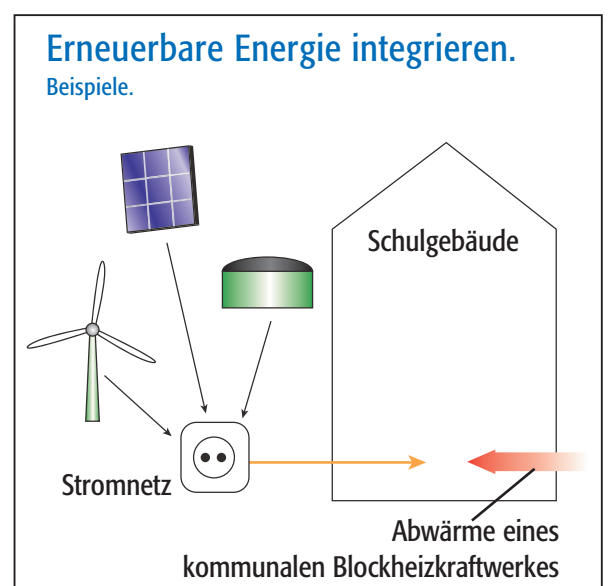 Erneuerbare Energie integrieren.
Beispiele.
Schulgebäude
Stromnetz
Abwärme eines
kommunalen Blockheizkraftwerkes